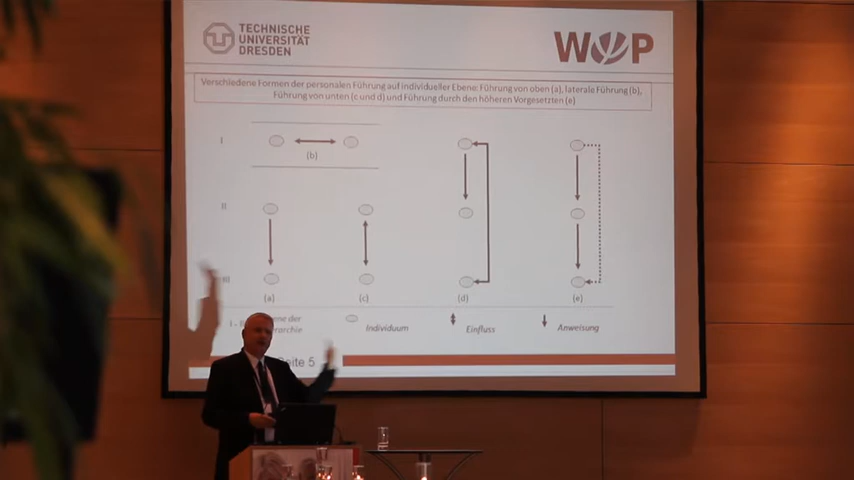 TECHNISCHE
UNIVERSITÄT
DRESDEN
WOP
Verschiedene Formen der personalen Führung auf individueller Ebene: Führung von oben (a), laterale Führung (b),
Führung von unten (c und d) und Führung durch den höheren Vorgesetzten (e)
I
(b)
II
III
(a)
(c)
(d)
(e)
Individuum
Einfluss
Anweisung
Seite 5